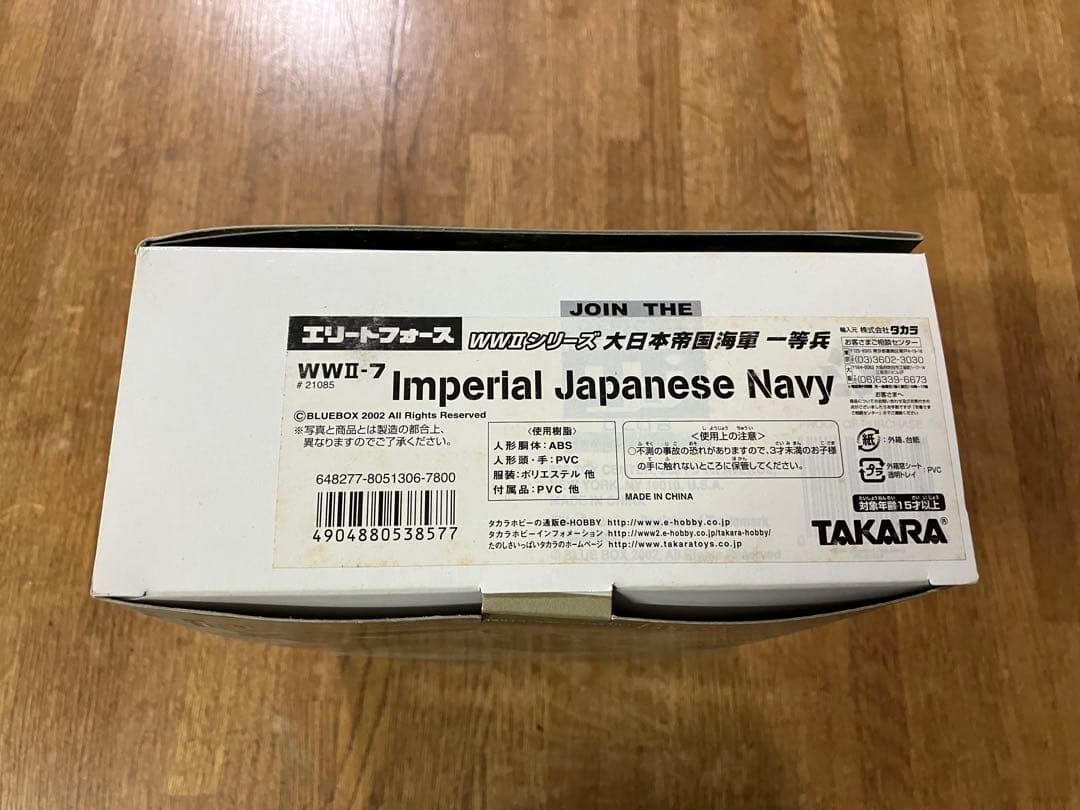 JOIN THE
エリートフォース WWⅡシリーズ 大日本帝国海軍 一等兵
WWⅡ-7
# 21085
Imperial Japanese Navy
©BLUEBOX 2002 All Rights Reserved
※写真と商品とは製造の都合上、
異なりますのでご了承ください。
648277-8051306-7800
4904880538577
<使用樹脂>
人形胴体:ABS
人形頭・手:PVC
服装:ポリエステル 他
付属品:PVC 他
<使用上の注意>
○不測の事故の恐れがありますので、3才未満のお子様
の手に触れないところに保管してください。
MADE IN CHINA
タカラホビーの通販e-HOBBY http://www.e-hobby.co.jp
タカラホビーインフォメーション http://www2.e-hobby.co.jp/takara-hobby/
たのしさいっぱいタカラのホームページ http://www.takaratoys.co.jp
輸入元 株式会社 タカラ
お客さまご相談センター
東京
(03)3602-3030
大阪
(06)6339-6673
お客さまへ
紙 :外箱、台紙
プラ 外箱窓シート
透明トレイ :PVC
対象年齢15才以上
TAKARA®